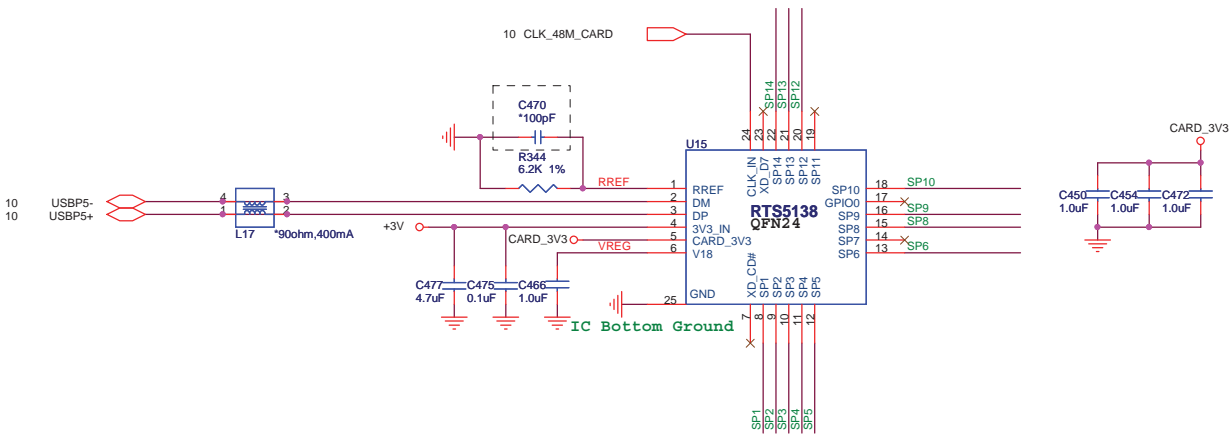 10 CLK_48M_CARD
C470
*100pF
R344
6.2K 1%
RREF
VREG
10 USBP5-
10 USBP5+
4 3
1 2
L17 *90ohm,400mA
+3V
CARD_3V3
C477
4.7uF
C475
0.1uF
C466
1.0uF
IC Bottom Ground
U15
RTS5138
QFN24
1 RREF
2 DM
3 DP
4 3V3_IN
5 CARD_3V3
6 V18
25 GND
24 CLK_IN
23 XD_D7
22 SP14 SP14
21 SP13 SP13
20 SP12 SP12
19 SP11
SP10 18 SP10
GPIO0 17
SP9 16 SP9
SP8 15 SP8
SP7 14
SP6 13 SP6
XD_CD# 7
SP1 8 SP1
SP2 9 SP2
SP3 10 SP3
SP4 11 SP4
SP5 12 SP5
CARD_3V3
C450
1.0uF
C454
1.0uF
C472
1.0uF